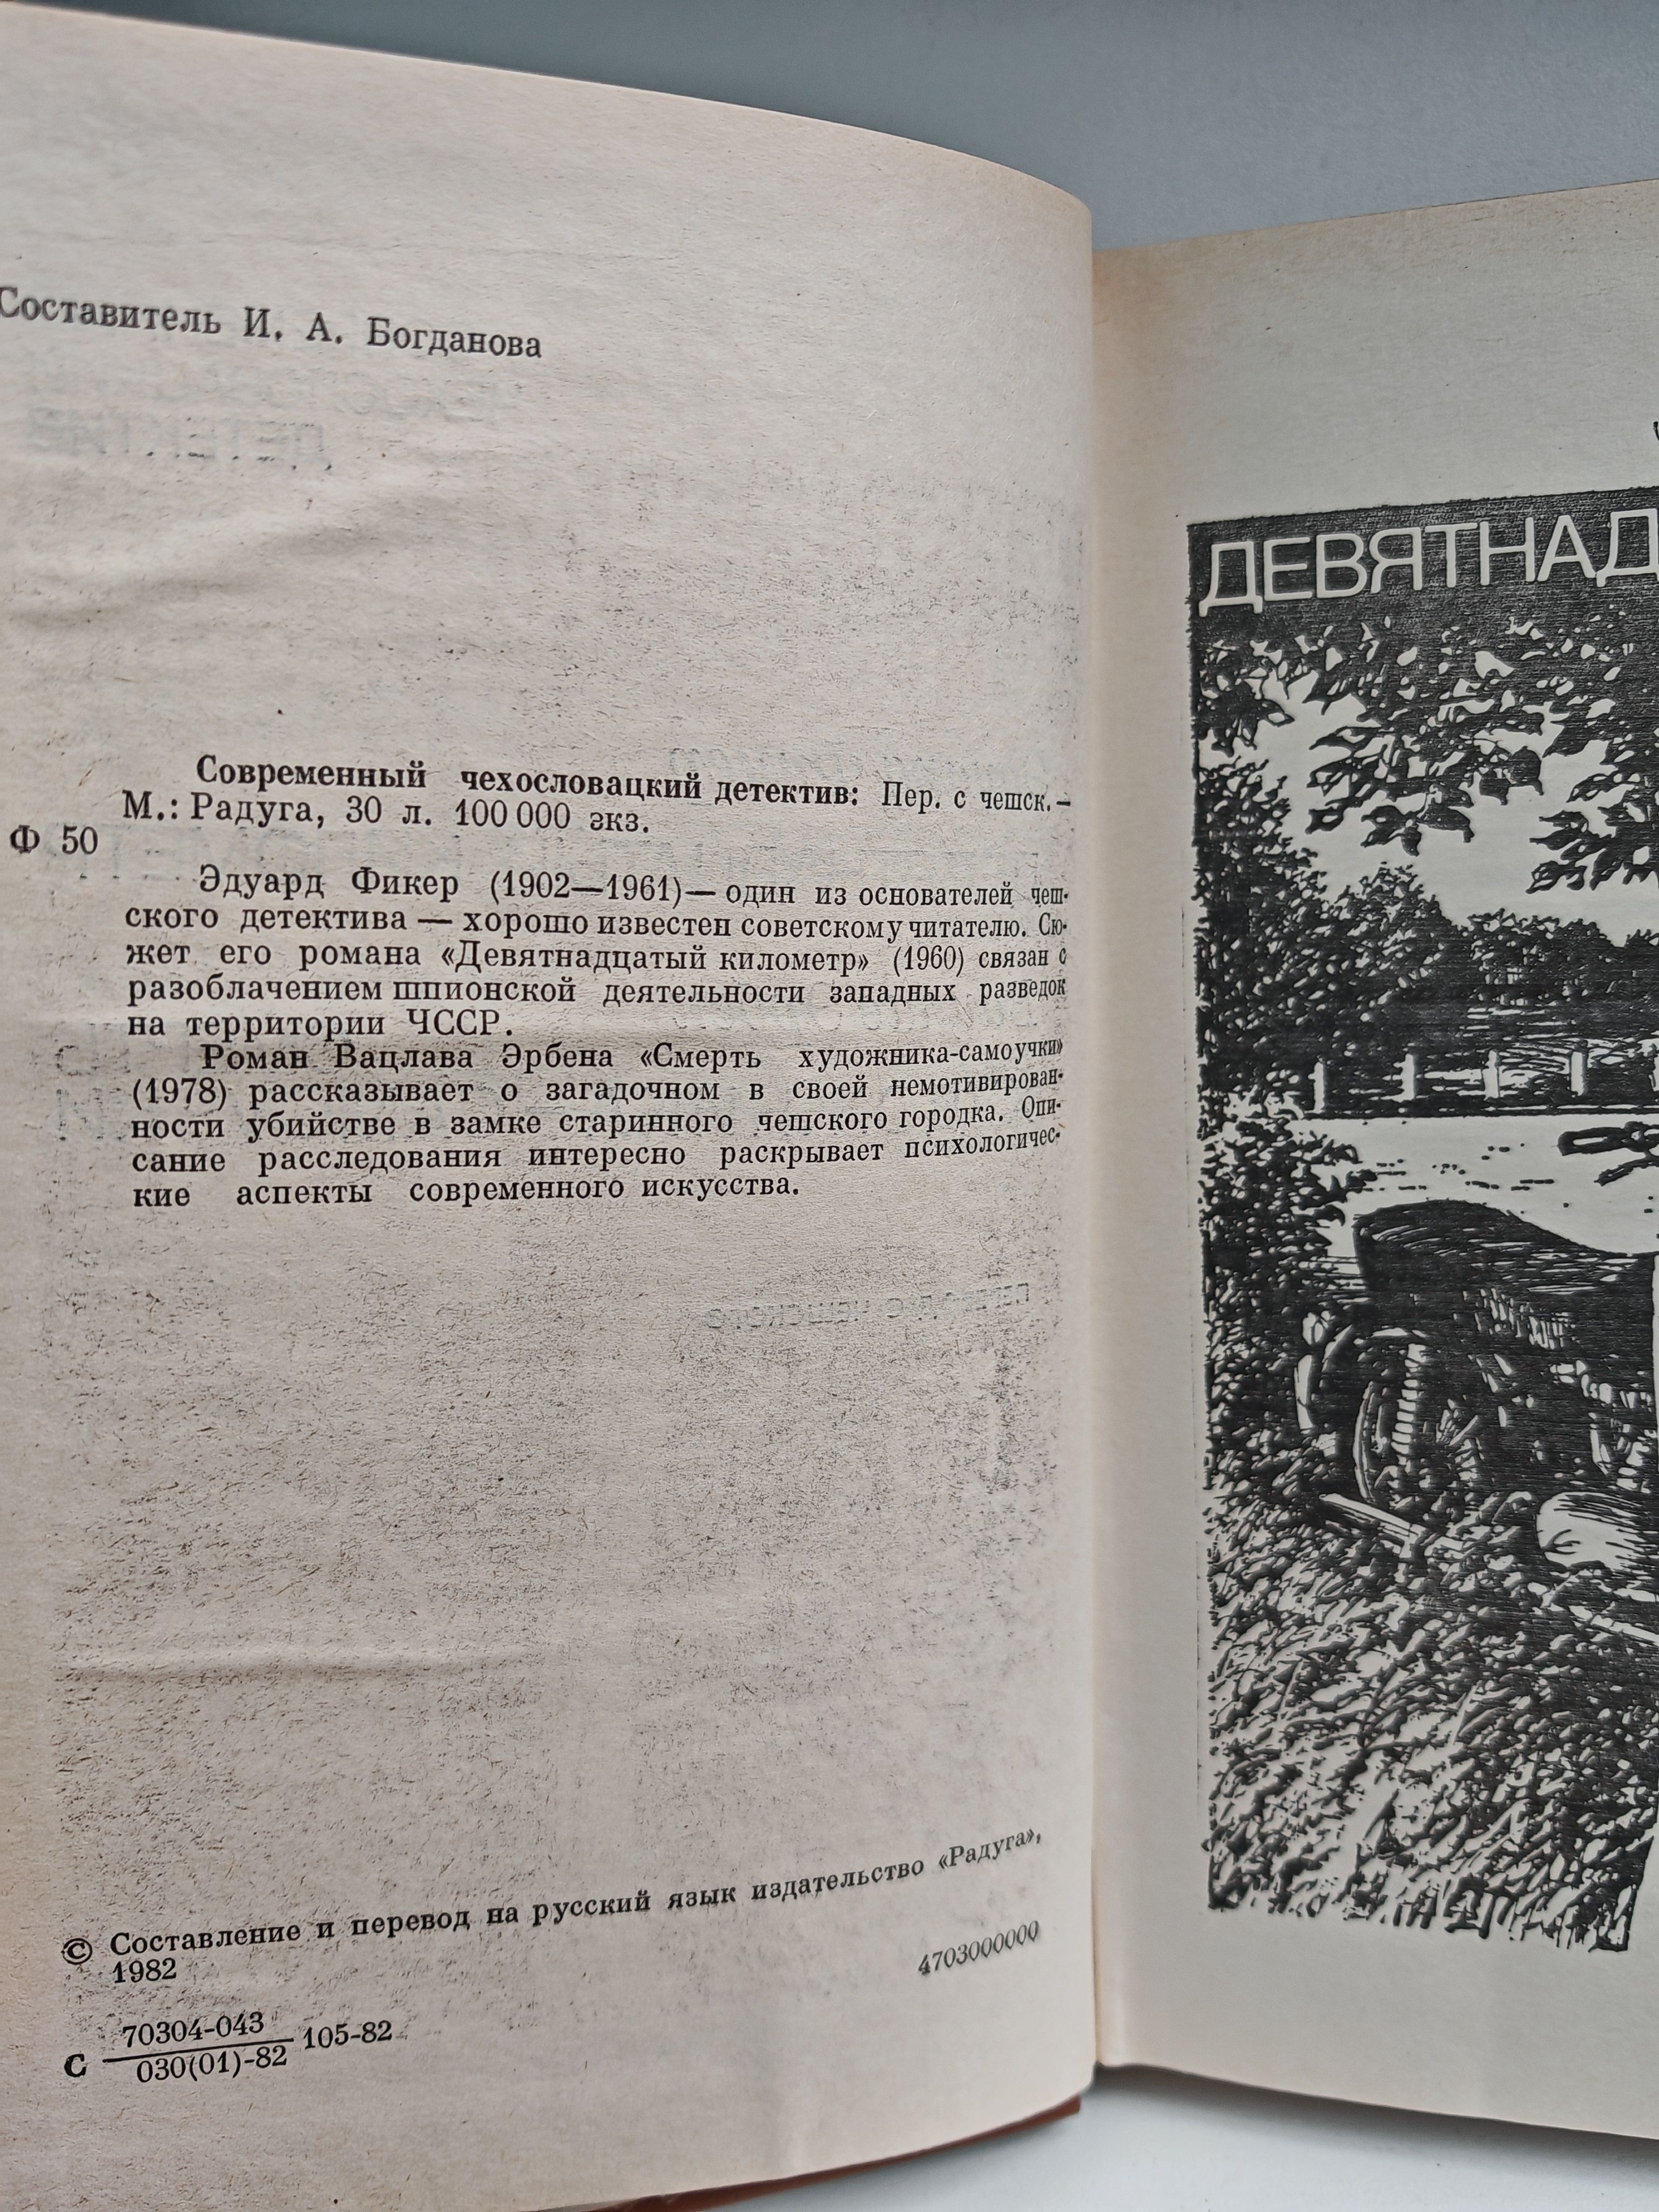 Составитель И. А. Богданова
Современный чехословацкий детектив: Пер. с чешск.–
М.: Радуга, 30 л. 100 000 экз.
Ф 50
Эдуард Фикер (1902—1961)— один из основателей чеш-
ского детектива — хорошо известен советскому читателю. Сю-
жет его романа «Девятнадцатый километр» (1960) связан с
разоблачением шпионской деятельности западных разведок
на территории ЧССР.
Роман Вацлава Эрбена «Смерть художника-самоучки»
(1978) рассказывает о загадочном в своей немотивирован-
ности убийстве в замке старинного чешского городка. Опи-
сание расследования интересно раскрывает психологичес-
кие аспекты современного искусства.
© Составление и перевод на русский язык издательство «Радуга»,
1982
4703000000
С 70304-043 105-82
030(01)-82
ДЕВЯТНАД